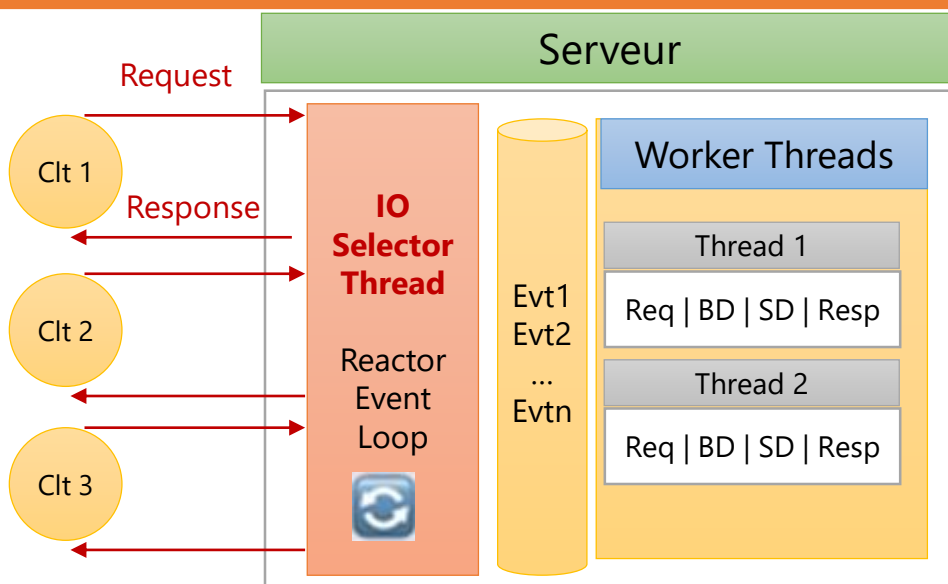 Serveur
Request
Clt 1
Response
Clt 2
Clt 3
IO
Selector
Thread
Reactor
Event
Loop
Evt1
Evt2
...
Evtn
Worker Threads
Thread 1
Req | BD | SD | Resp
Thread 2
Req | BD | SD | Resp